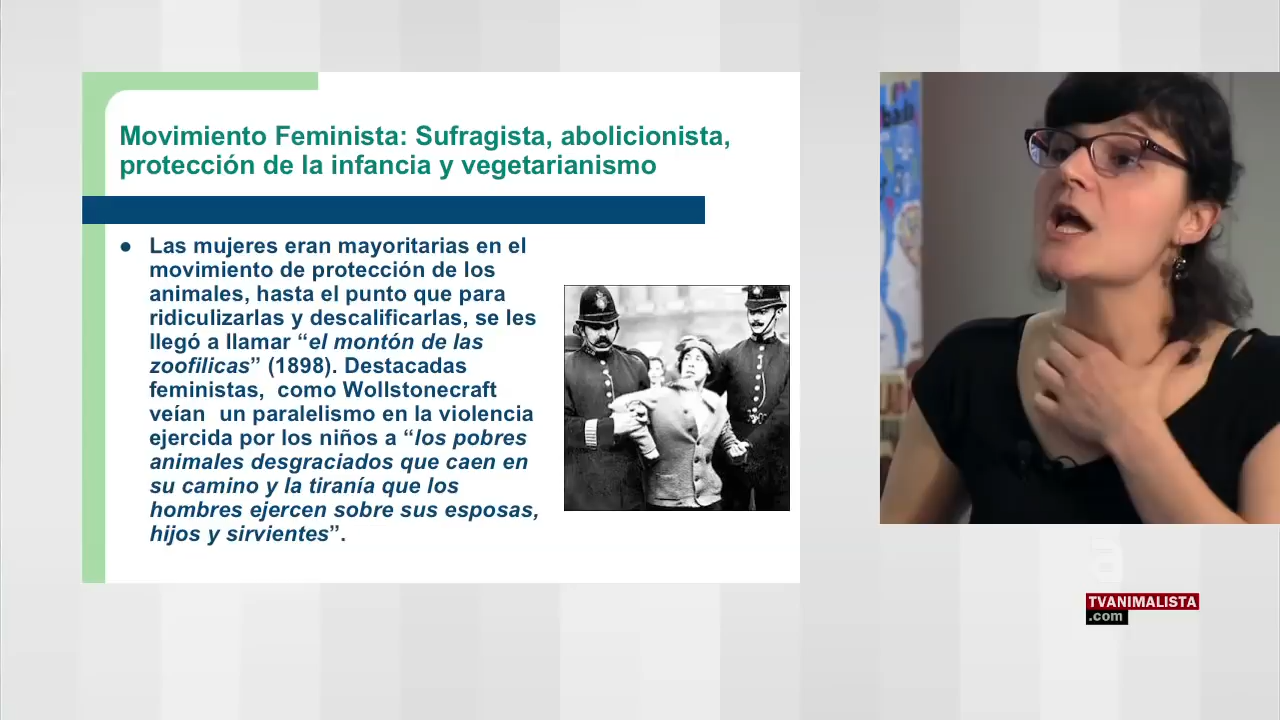 Movimiento Feminista: Sufragista, abolicionista,
protección de la infancia y vegetarianismo
● Las mujeres eran mayoritarias en el
movimiento de protección de los
animales, hasta el punto que para
ridiculizarlas y descalificarlas, se les
llegó a llamar “el montón de las
zoofílicas” (1898). Destacadas
feministas, como Wollstonecraft
veían un paralelismo en la violencia
ejercida por los niños a “los pobres
animales desgraciados que caen en
su camino y la tiranía que los
hombres ejercen sobre sus esposas,
hijos y sirvientes”.
a
TVANIMALISTA
.com